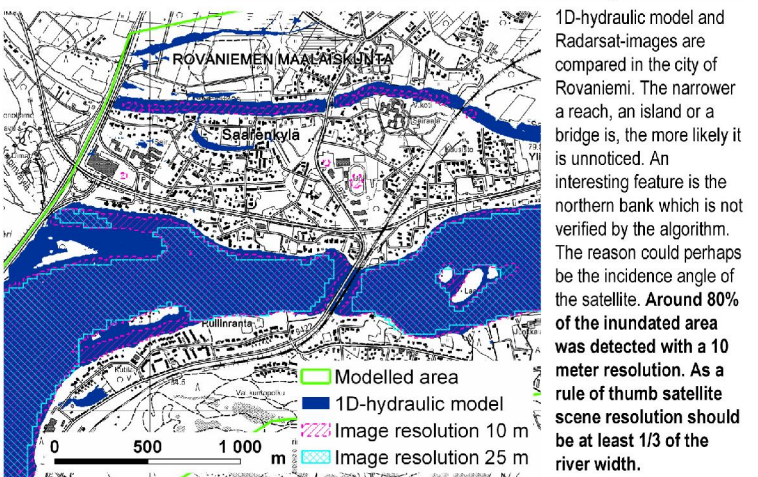 ROVANIEMEN MAALAISKUNTA
V.koti
Saarenkylä
Rullinranta
Modelled area
1D-hydraulic model
Image resolution 10 m
Image resolution 25 m
0 500 1 000
m
1D-hydraulic model and
Radarsat-images are
compared in the city of
Rovaniemi. The narrower
a reach, an island or a
bridge is, the more likely it
is unnoticed. An
interesting feature is the
northern bank which is not
verified by the algorithm.
The reason could perhaps
be the incidence angle of
the satellite. Around 80%
of the inundated area
was detected with a 10
meter resolution. As a
rule of thumb satellite
scene resolution should
be at least 1/3 of the
river width.